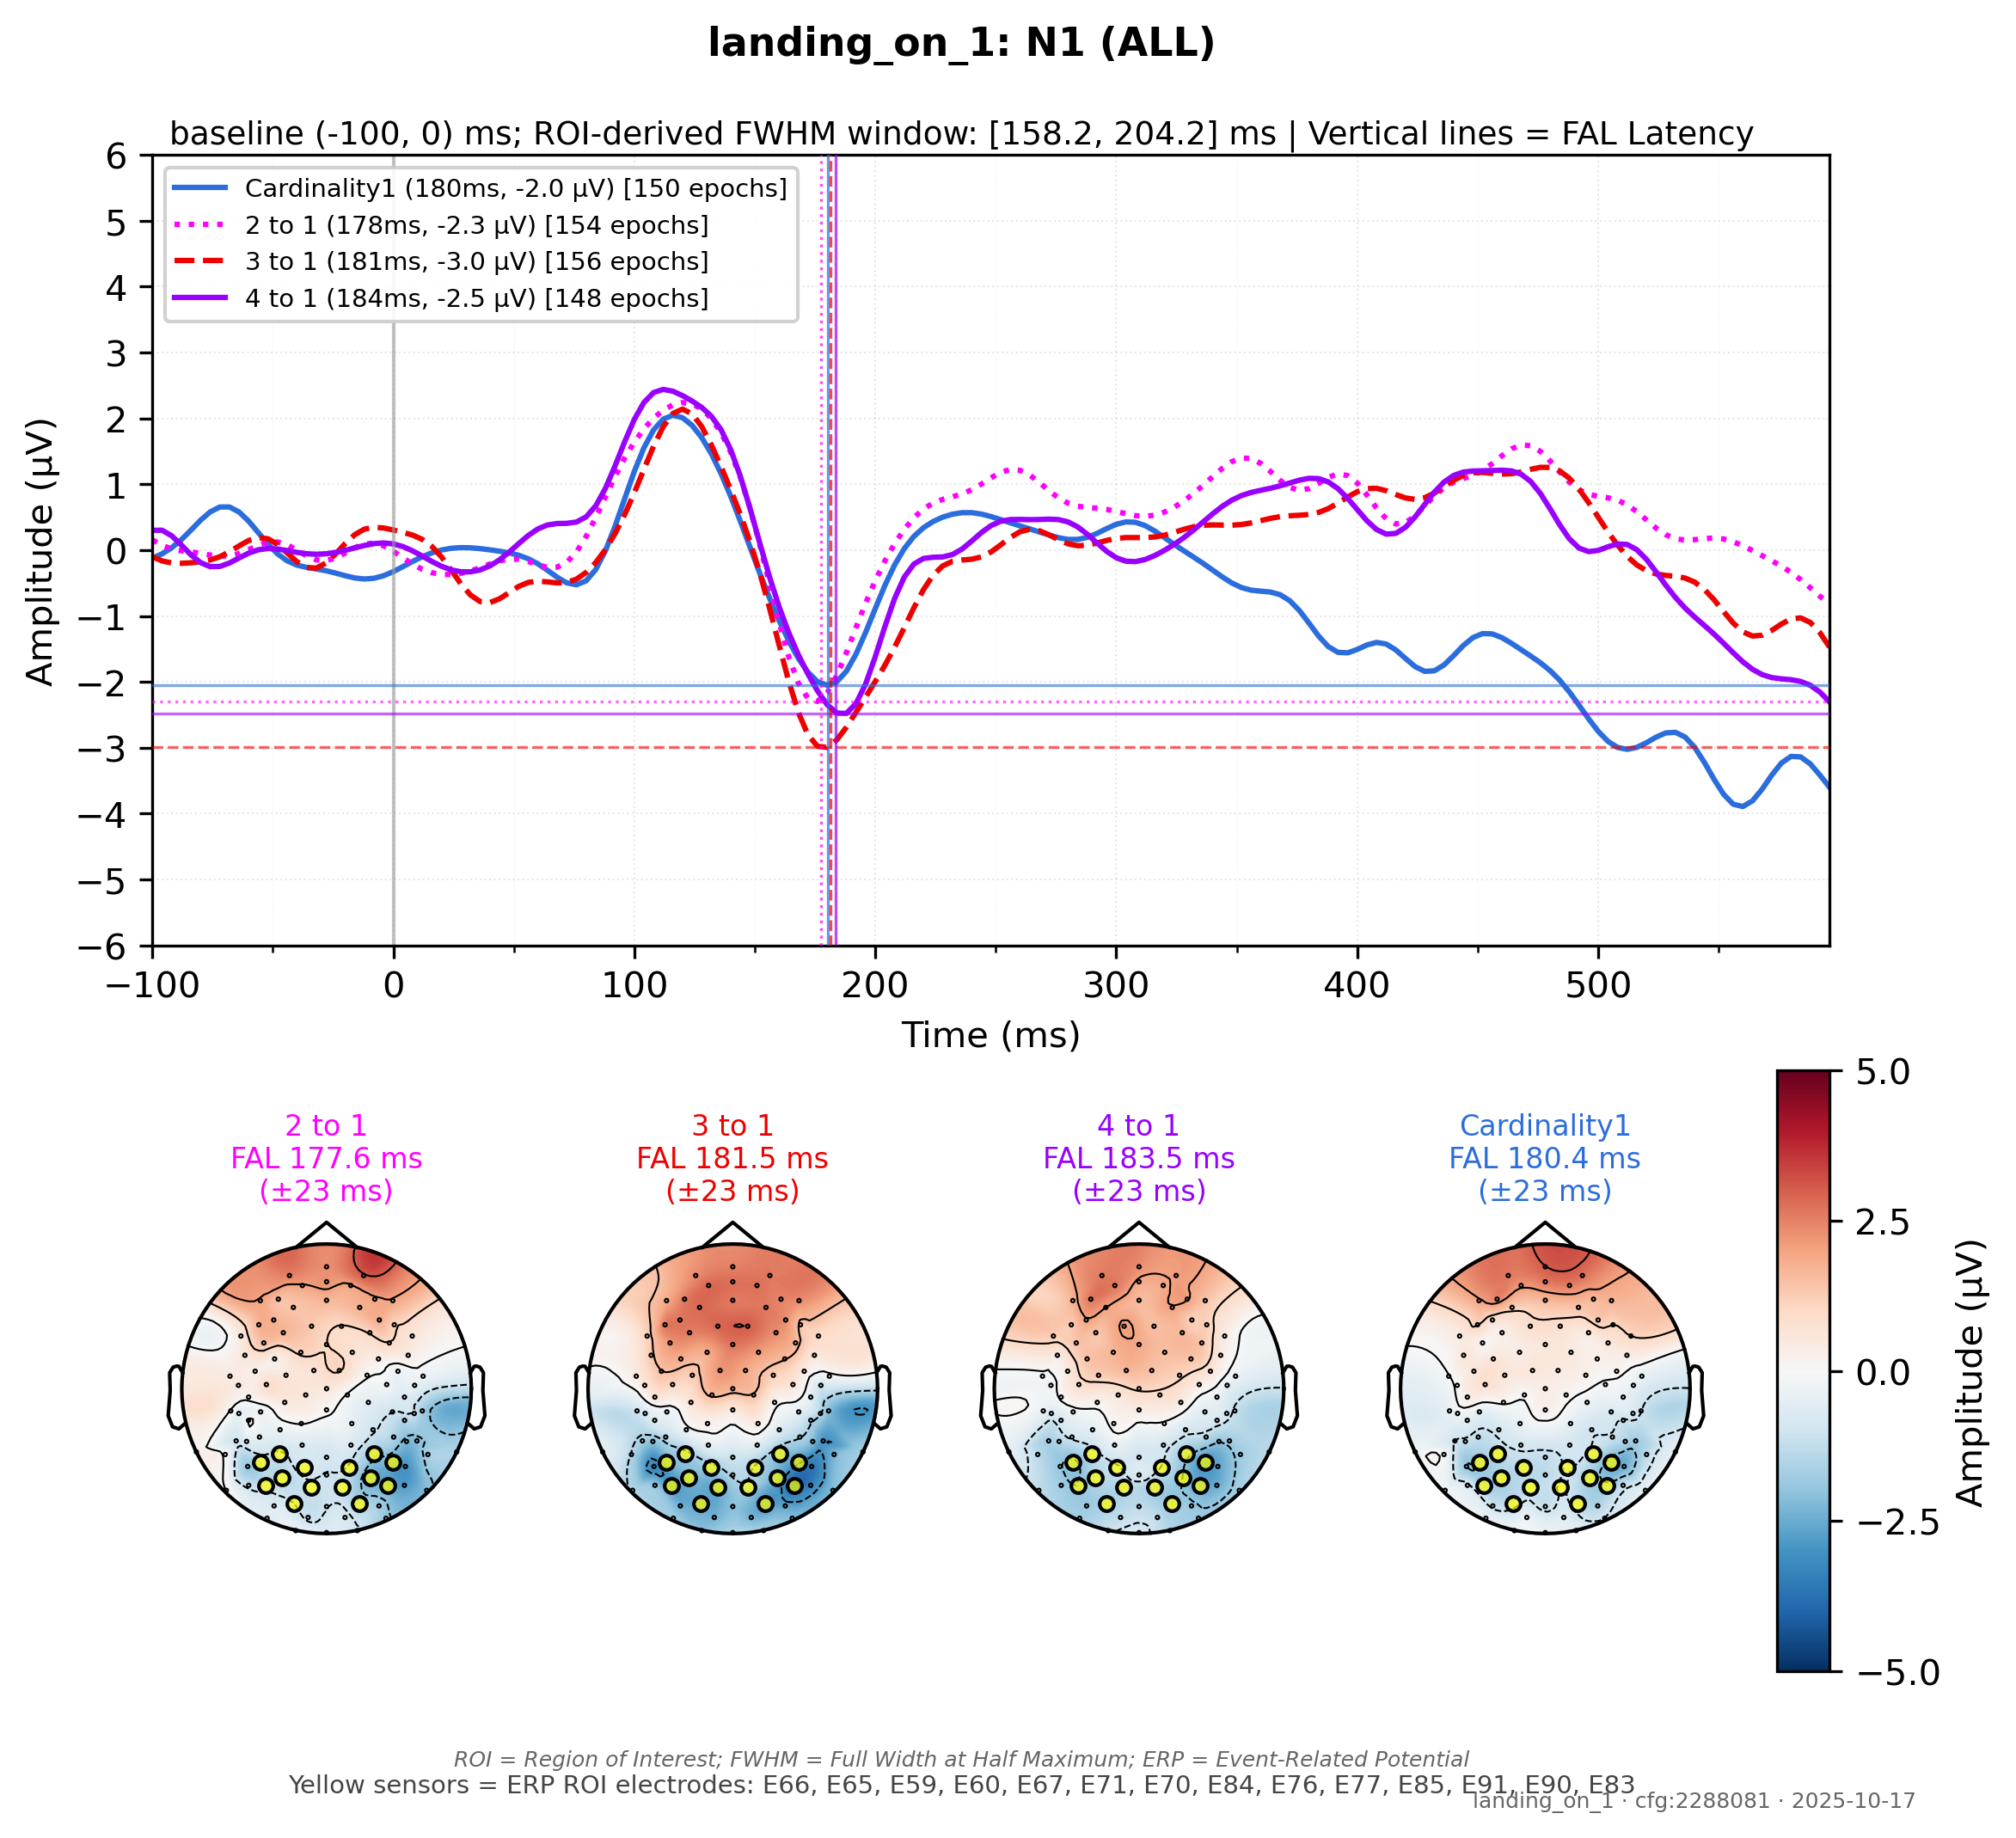 landing_on_1: N1 (ALL)
baseline (-100, 0) ms; ROI-derived FWHM window: [158.2, 204.2] ms | Vertical lines = FAL Latency
Cardinality1 (180ms, -2.0 µV) [150 epochs]
2 to 1 (178ms, -2.3 µV) [154 epochs]
3 to 1 (181ms, -3.0 µV) [156 epochs]
4 to 1 (184ms, -2.5 µV) [148 epochs]
6
5
4
3
2
1
0
−1
−2
−3
−4
−5
−6
Amplitude (µV)
−100 0 100 200 300 400 500
Time (ms)
2 to 1
FAL 177.6 ms
(±23 ms)
3 to 1
FAL 181.5 ms
(±23 ms)
4 to 1
FAL 183.5 ms
(±23 ms)
Cardinality1
FAL 180.4 ms
(±23 ms)
5.0
2.5
0.0
−2.5
−5.0
Amplitude (µV)
ROI = Region of Interest; FWHM = Full Width at Half Maximum; ERP = Event-Related Potential
Yellow sensors = ERP ROI electrodes: E66, E65, E59, E60, E67, E71, E70, E84, E76, E77, E85, E91, E90, E83
landing_on_1 · cfg:2288081 · 2025-10-17